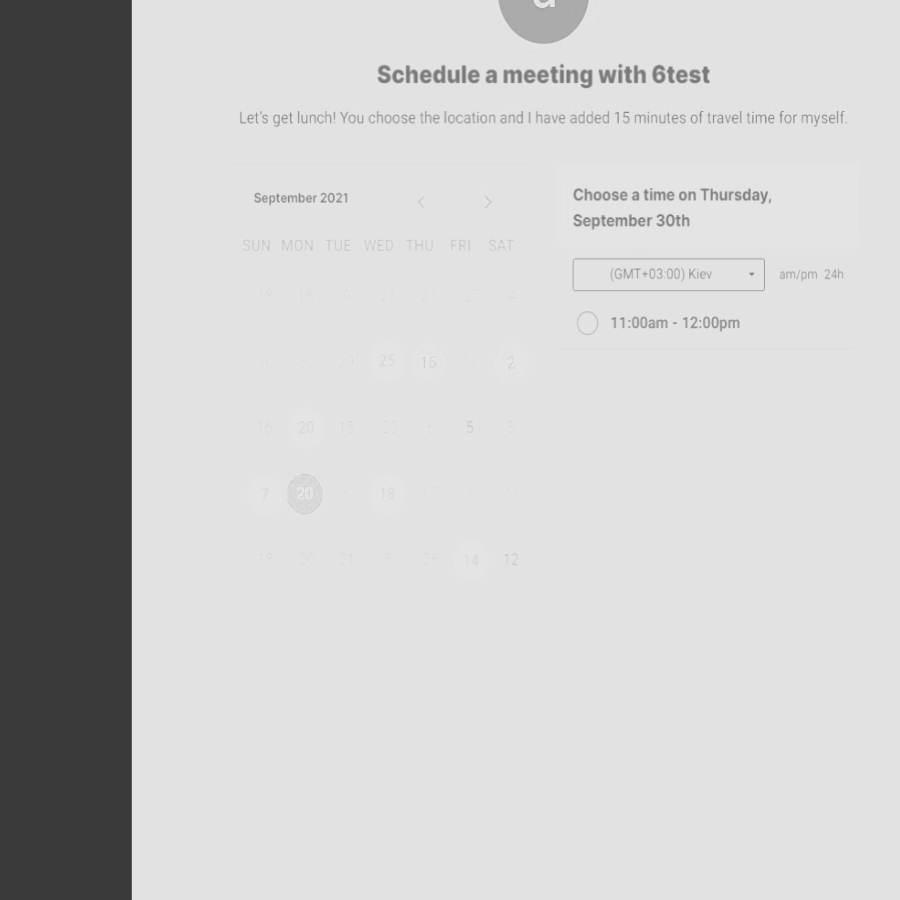 a
Schedule a meeting with 6test
Let's get lunch! You choose the location and I have added 15 minutes of travel time for myself.
September 2021
SUN MON TUE WED THU FRI SAT
4
25 15 2
16 20 5
7 20 18
14 12
Choose a time on Thursday,
September 30th
(GMT+03:00) Kiev
am/pm 24h
11:00am - 12:00pm